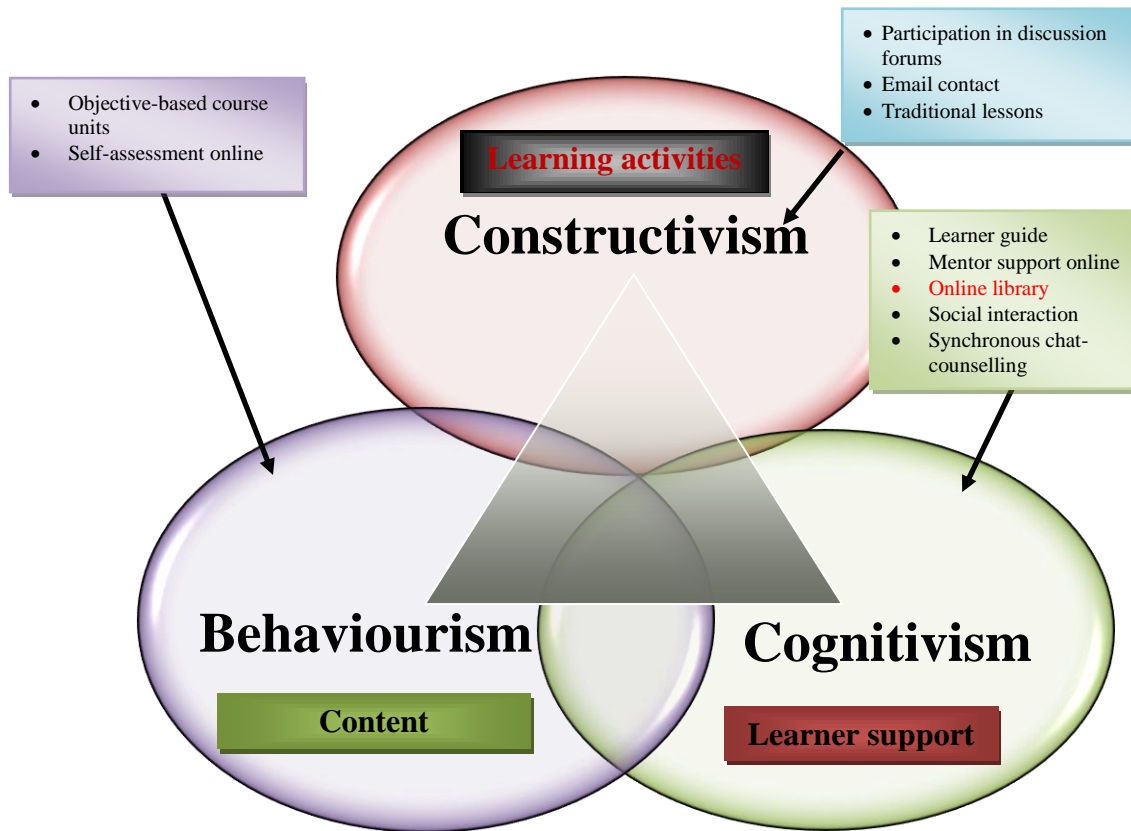 • Participation in discussion
forums
• Email contact
• Traditional lessons
• Objective-based course
units
• Self-assessment online
Learning activities
Constructivism
• Learner guide
• Mentor support online
• Online library
• Social interaction
• Synchronous chat-
counselling
Behaviourism
Content
Cognitivism
Learner support